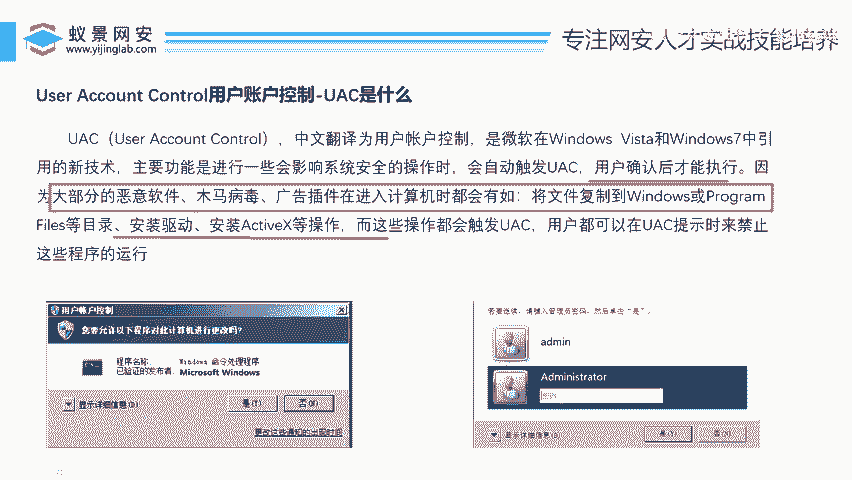 蚁景网安
www.yijinglab.com
专注网安人才实战技能培养
User Account Control用户账户控制-UAC是什么
UAC（User Account Control），中文翻译为用户帐户控制，是微软在Windows Vista和Windows7中引
用的新技术，主要功能是进行一些会影响系统安全的操作时，会自动触发UAC，用户确认后才能执行。因
为大部分的恶意软件、木马病毒、广告插件在进入计算机时都会有如：将文件复制到Windows或Program
Files等目录、安装驱动、安装ActiveX等操作，而这些操作都会触发UAC，用户都可以在UAC提示时来禁止
这些程序的运行
用户帐户控制
您要允许以下程序对此计算机进行更改吗?
程序名称: Windows 命令处理程序
已验证的发布者: Microsoft Windows
显示详细信息(D)
是(Y)
否(N)
更改这些通知的出现时间
若要继续，请键入管理员密码，然后单击“是”。
admin
Administrator
密码
显示详细信息(D)
是(Y)
否(N)